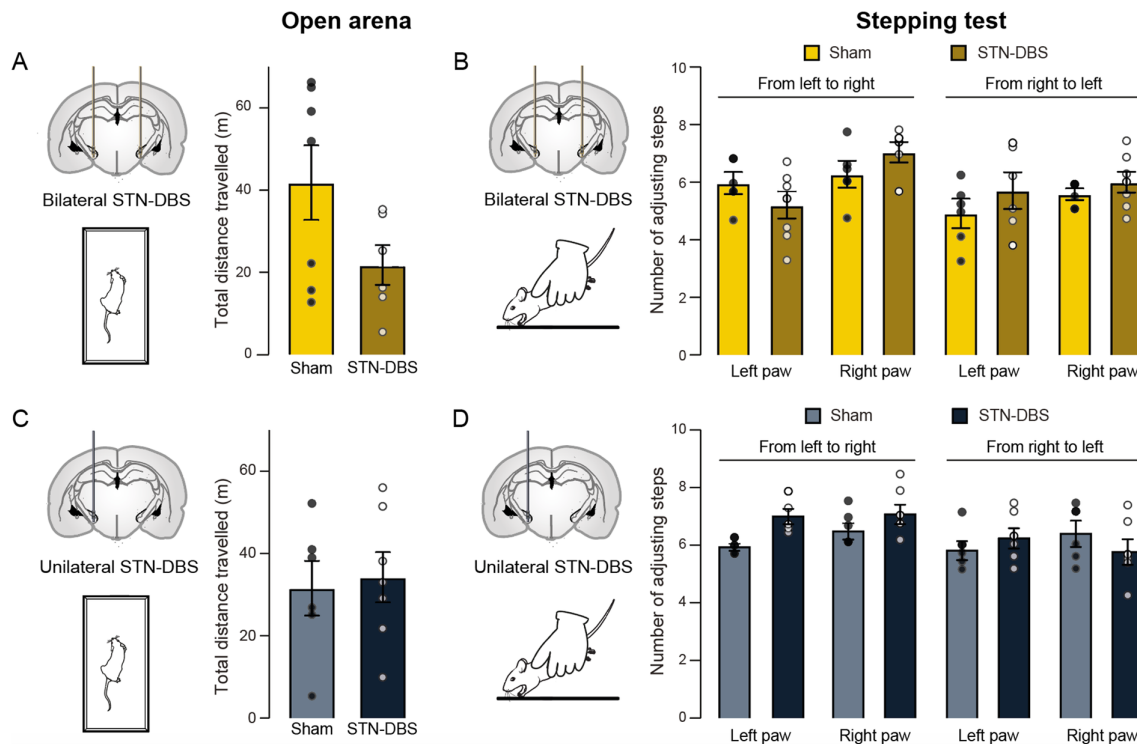 Open arena
Stepping test
A
Bilateral STN-DBS
Total distance travelled (m)
60
40
20
0
Sham
STN-DBS
B
Bilateral STN-DBS
Sham
STN-DBS
Number of adjusting steps
10
8
6
4
2
0
From left to right
From right to left
Left paw
Right paw
Left paw
Right paw
C
Unilateral STN-DBS
Total distance travelled (m)
60
40
20
0
Sham
STN-DBS
D
Unilateral STN-DBS
Sham
STN-DBS
Number of adjusting steps
10
8
6
4
2
0
From left to right
From right to left
Left paw
Right paw
Left paw
Right paw